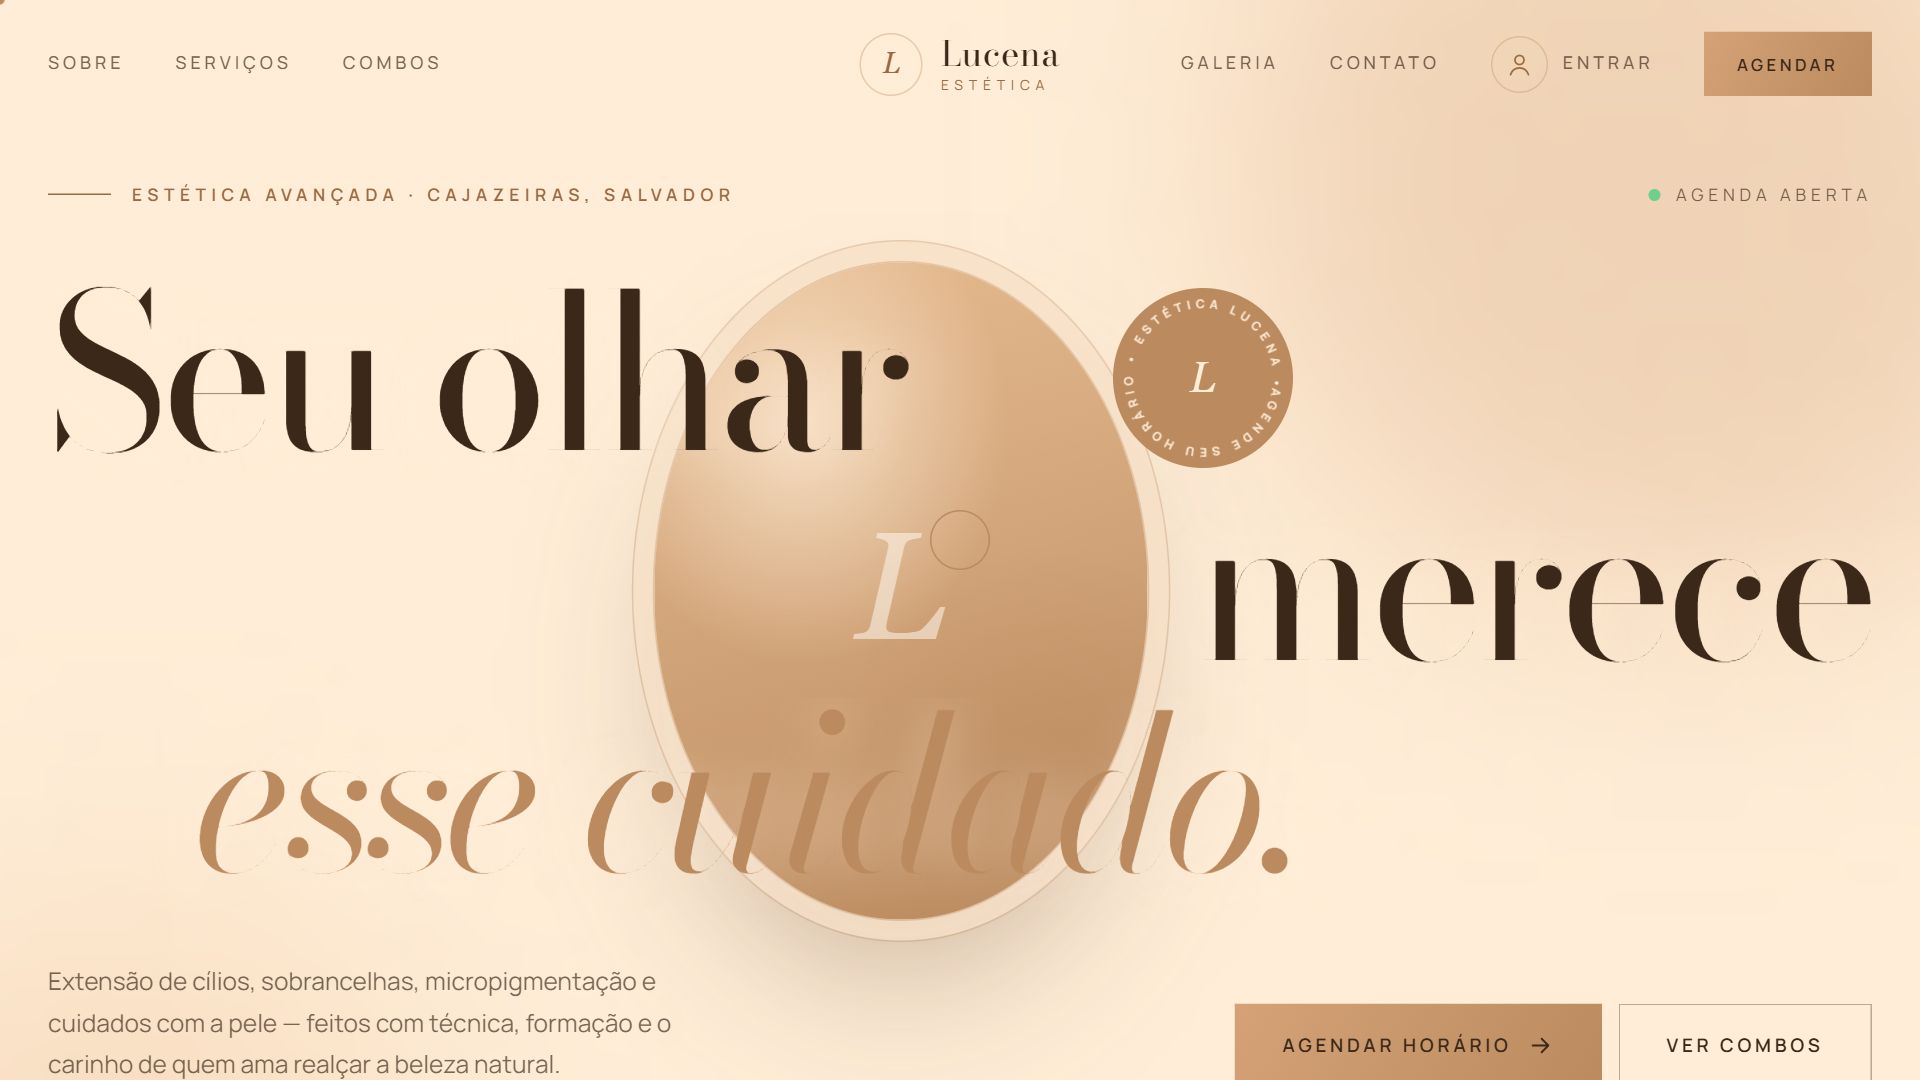 SOBRE SERVIÇOS COMBOS
L Lucena
ESTÉTICA
GALERIA CONTATO ENTRAR AGENDAR
ESTÉTICA AVANÇADA · CAJAZEIRAS, SALVADOR
AGENDA ABERTA
Seu olhar
• ESTÉTICA LUCENA • AGENDE SEU HORÁRIO
L
L
merece
esse cuidado.
Extensão de cílios, sobrancelhas, micropigmentação e
cuidados com a pele — feitos com técnica, formação e o
carinho de quem ama realçar a beleza natural.
AGENDAR HORÁRIO →
VER COMBOS